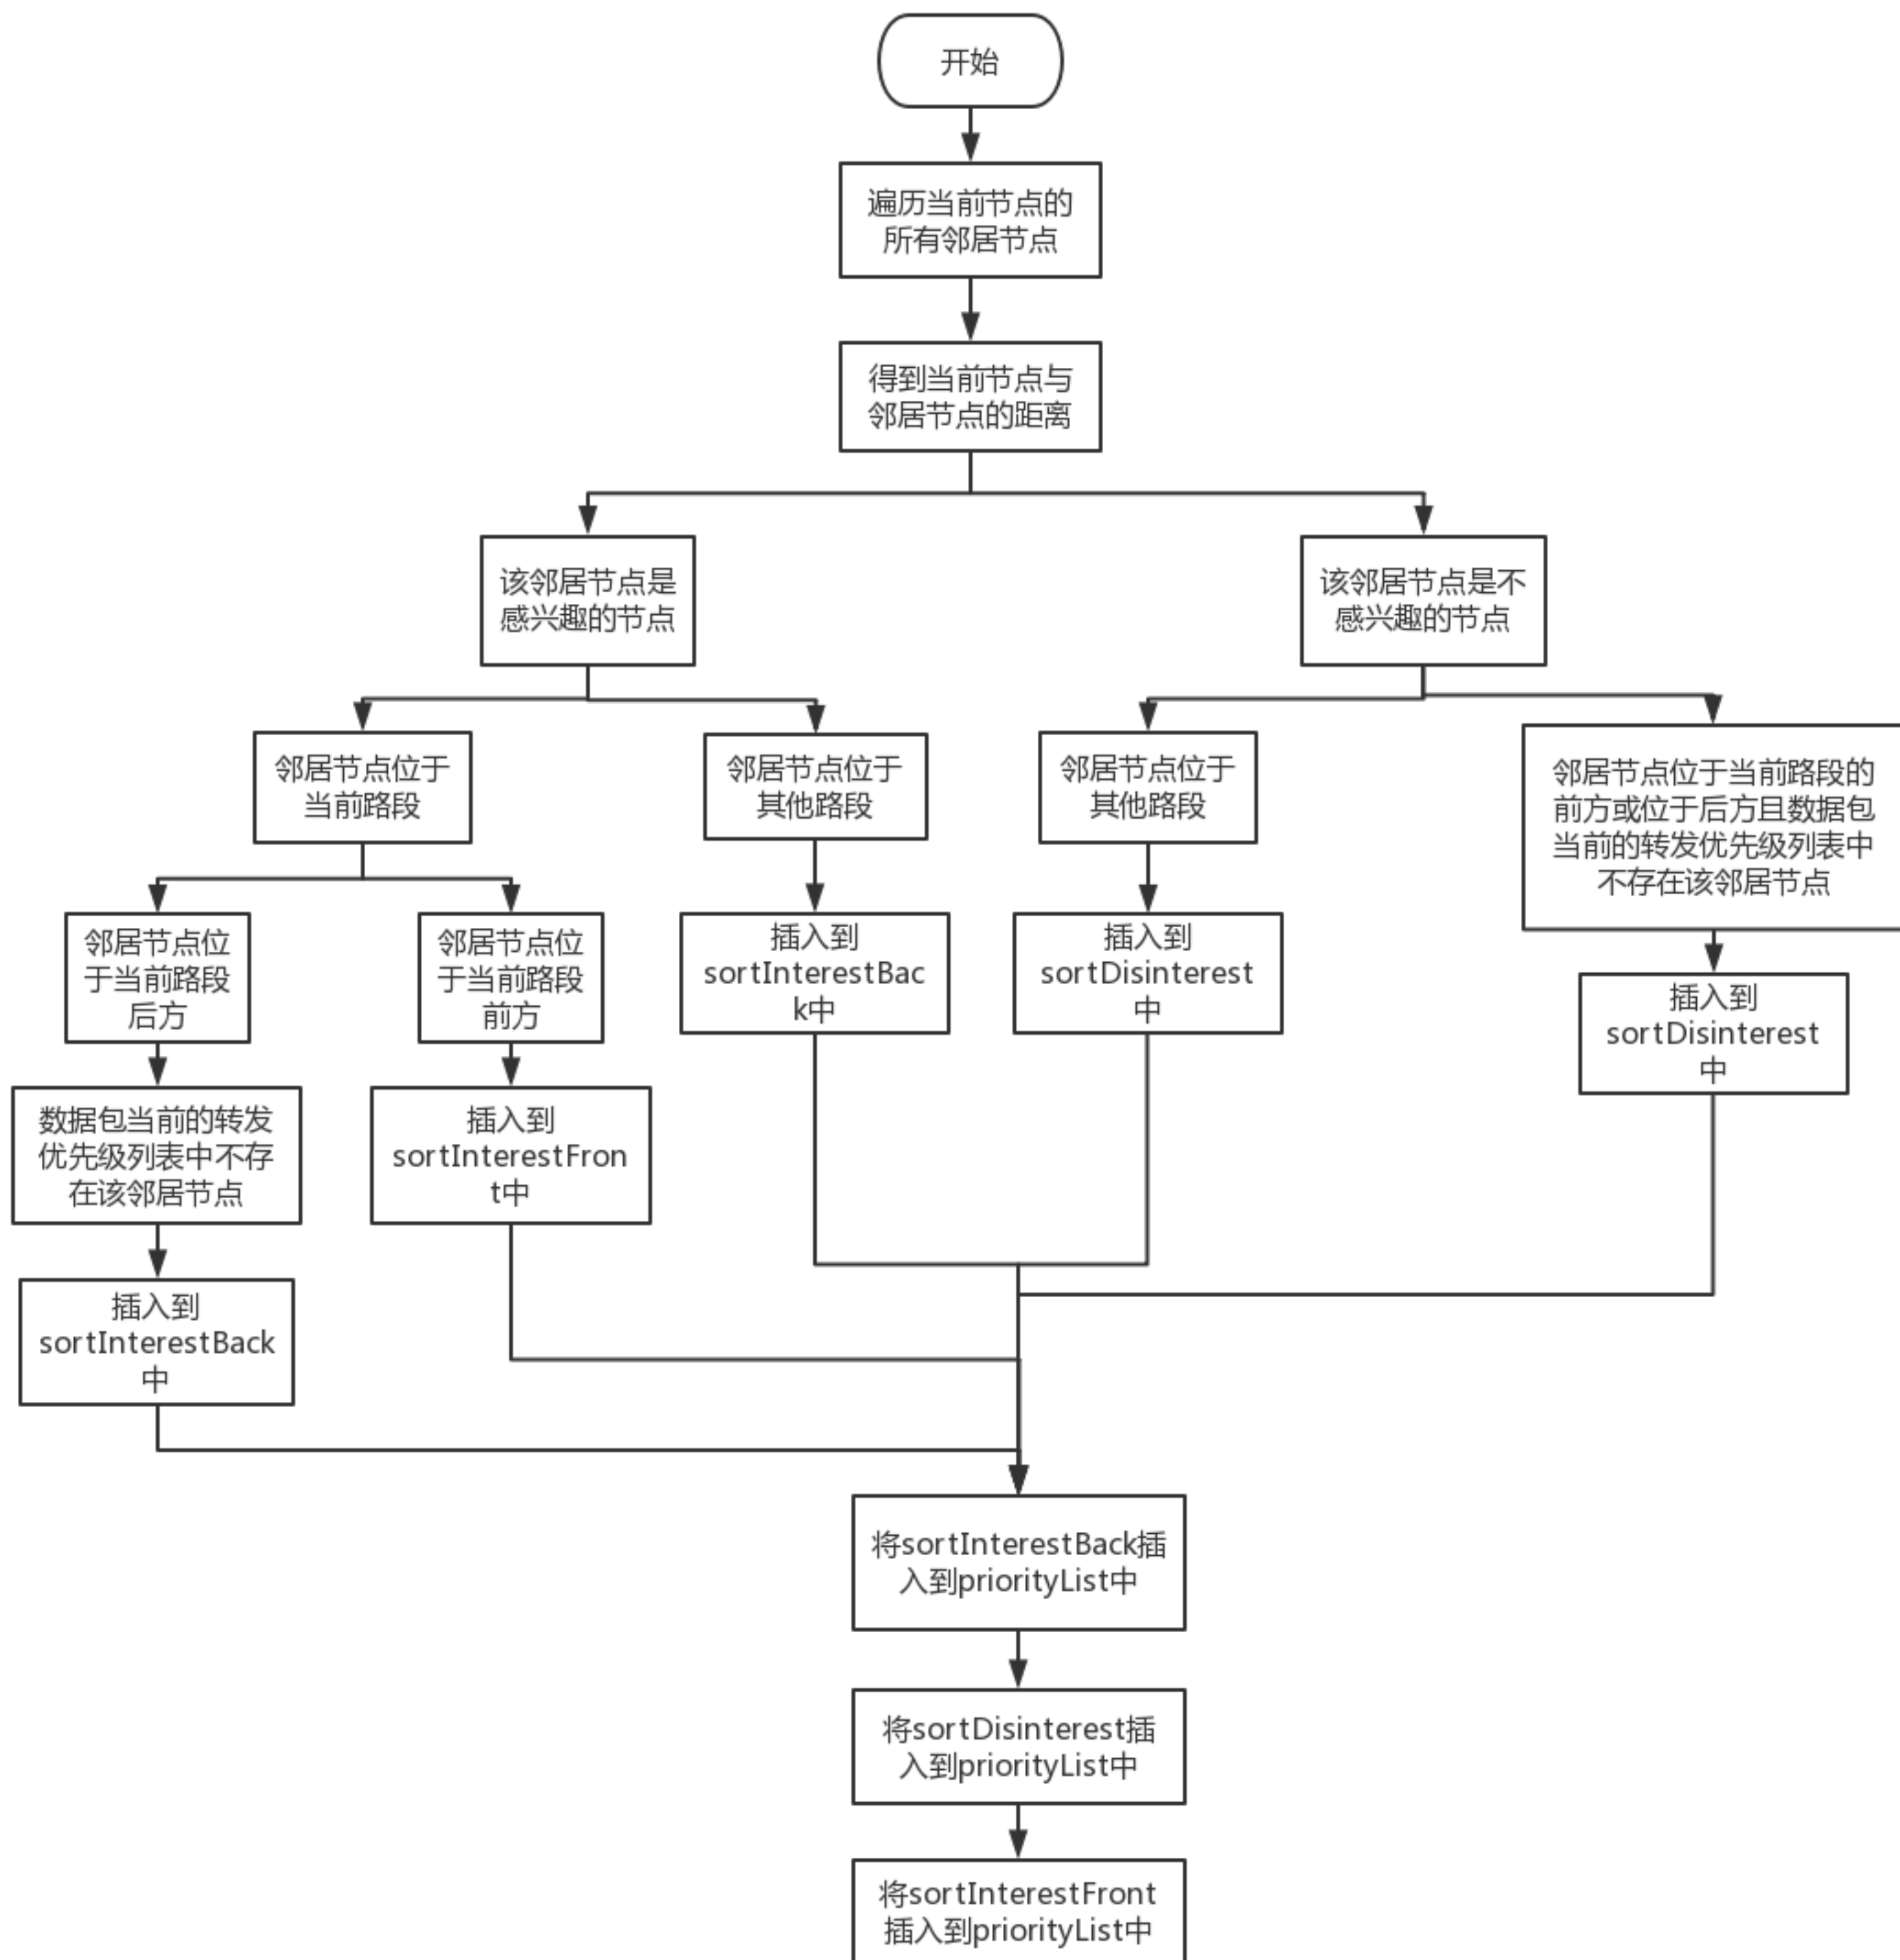 开始
遍历当前节点的
所有邻居节点
得到当前节点与
邻居节点的距离
该邻居节点是
感兴趣的节点
该邻居节点是不
感兴趣的节点
邻居节点位于
当前路段
邻居节点位于
其他路段
邻居节点位于
其他路段
邻居节点位于当前路段的
前方或位于后方且数据包
当前的转发优先级列表中
不存在该邻居节点
邻居节点位
于当前路段
后方
邻居节点位
于当前路段
前方
插入到
sortInterestBac
k中
插入到
sortDisinterest
中
插入到
sortDisinterest
中
数据包当前的转发
优先级列表中不存
在该邻居节点
插入到
sortInterestFron
t中
插入到
sortInterestBack
中
将sortInterestBack插
入到priorityList中
将sortDisinterest插
入到priorityList中
将sortInterestFront
插入到priorityList中